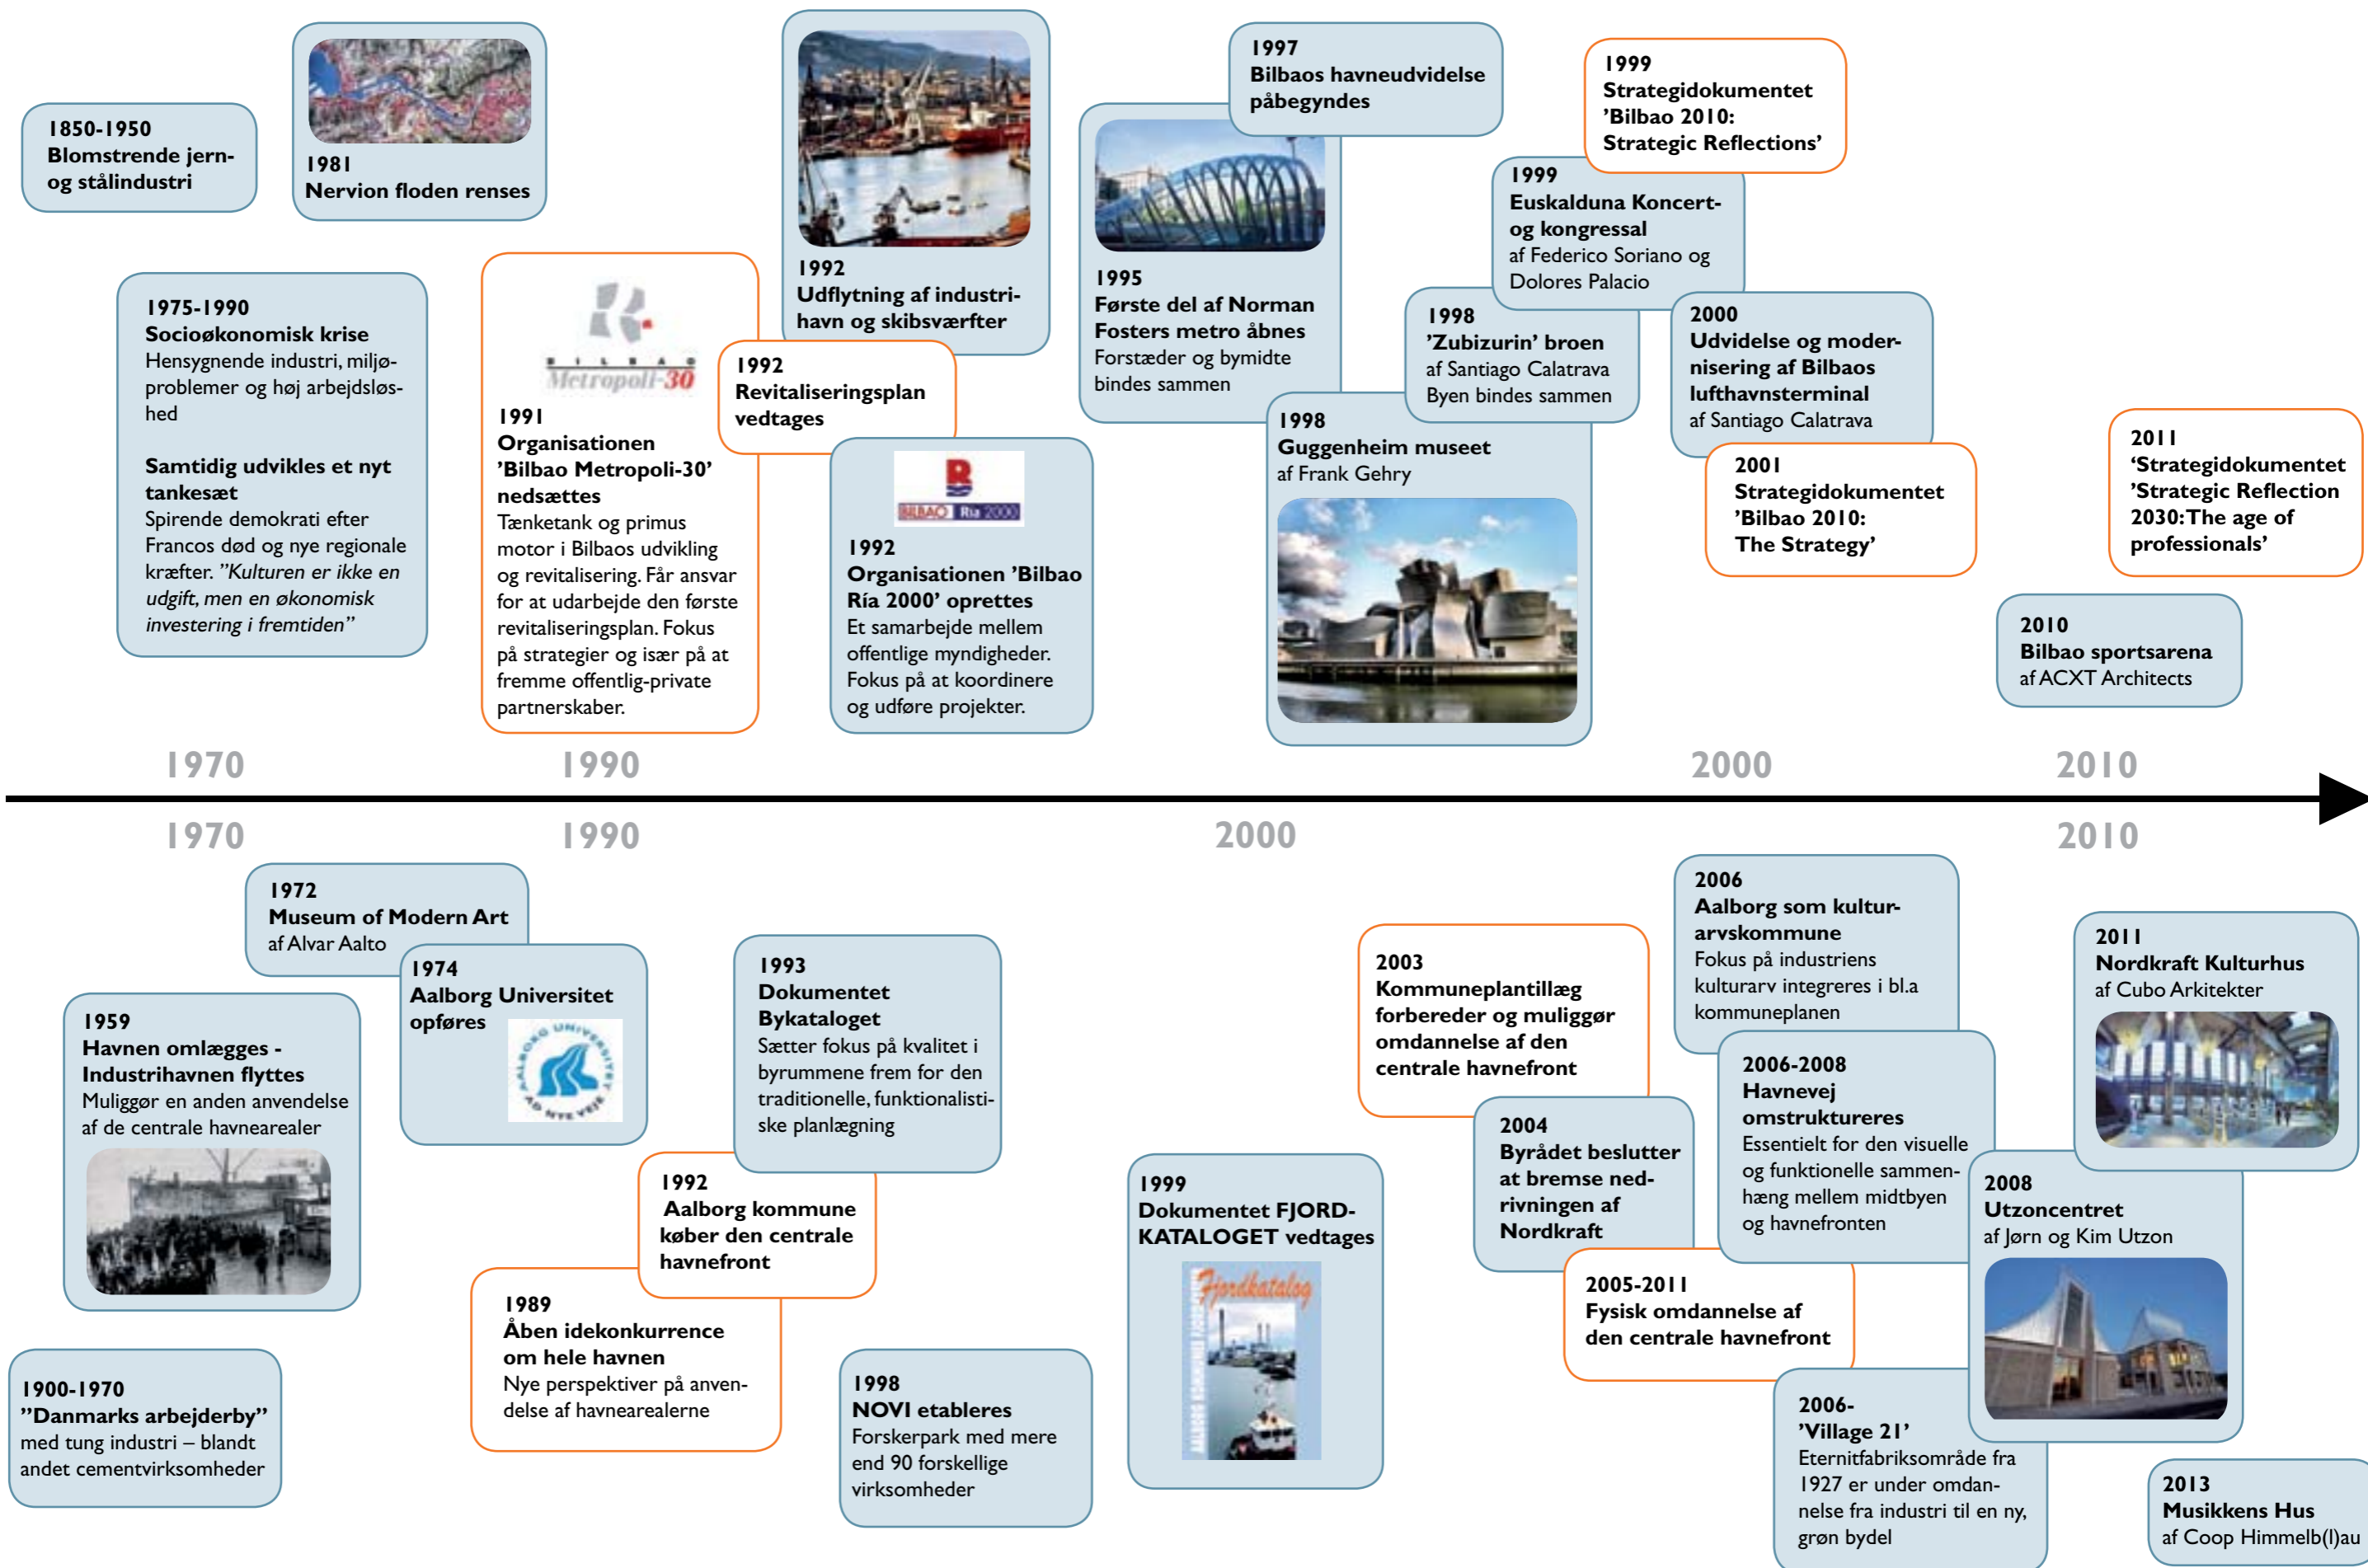 1850-1950
Blomstrende jern-
og stålindustri
1981
Nervion floden renses
1975-1990
Socioøkonomisk krise
Hensygnende industri, miljø-
problemer og høj arbejdsløs-
hed
Samtidig udvikles et nyt
tankesæt
Spirende demokrati efter
Francos død og nye regionale
kræfter. ”Kulturen er ikke en
udgift, men en økonomisk
investering i fremtiden”
BILBAO
Metropoli-30
1991
Organisationen
’Bilbao Metropoli-30’
nedsættes
Tænketank og primus
motor i Bilbaos udvikling
og revitalisering. Får ansvar
for at udarbejde den første
revitaliseringsplan. Fokus
på strategier og især på at
fremme offentlig-private
partnerskaber.
1992
Udflytning af industri-
havn og skibsværfter
1992
Revitaliseringsplan
vedtages
BILBAO Ría 2000
1992
Organisationen ’Bilbao
Ría 2000’ oprettes
Et samarbejde mellem
offentlige myndigheder.
Fokus på at koordinere
og udføre projekter.
1997
Bilbaos havneudvidelse
påbegyndes
1995
Første del af Norman
Fosters metro åbnes
Forstæder og bymidte
bindes sammen
1998
Guggenheim museet
af Frank Gehry
1998
’Zubizurin’ broen
af Santiago Calatrava
Byen bindes sammen
1999
Euskalduna Koncert-
og kongressal
af Federico Soriano og
Dolores Palacio
1999
Strategidokumentet
’Bilbao 2010:
Strategic Reflections’
2000
Udvidelse og moder-
nisering af Bilbaos
lufthavnsterminal
af Santiago Calatrava
2001
Strategidokumentet
’Bilbao 2010:
The Strategy’
2011
‘Strategidokumentet
’Strategic Reflection
2030: The age of
professionals’
2010
Bilbao sportsarena
af ACXT Architects
1970
1990
2000
2010
1970
1990
2000
2010
1972
Museum of Modern Art
af Alvar Aalto
1974
Aalborg Universitet
opføres
AALBORG UNIVERSITET
AD NYE VEJE
1959
Havnen omlægges -
Industrihavnen flyttes
Muliggør en anden anvendelse
af de centrale havnearealer
1900-1970
”Danmarks arbejderby”
med tung industri – blandt
andet cementvirksomheder
1993
Dokumentet
Bykataloget
Sætter fokus på kvalitet i
byrummene frem for den
traditionelle, funktionalisti-
ske planlægning
1992
Aalborg kommune
køber den centrale
havnefront
1989
Åben idekonkurrence
om hele havnen
Nye perspektiver på anven-
delse af havnearealerne
1998
NOVI etableres
Forskerpark med mere
end 90 forskellige
virksomheder
1999
Dokumentet FJORD-
KATALOGET vedtages
Fjordkatalog
2003
Kommuneplantillæg
forbereder og muliggør
omdannelse af den
centrale havnefront
2004
Byrådet beslutter
at bremse ned-
rivningen af
Nordkraft
2005-2011
Fysisk omdannelse af
den centrale havnefront
2006
Aalborg som kultur-
arvskommune
Fokus på industriens
kulturarv integreres i bl.a
kommuneplanen
2006-2008
Havnevej
omstruktureres
Essentielt for den visuelle
og funktionelle sammen-
hæng mellem midtbyen
og havnefronten
2006-
’Village 21’
Eternitfabriksområde fra
1927 er under omdan-
nelse fra industri til en ny,
grøn bydel
2011
Nordkraft Kulturhus
af Cubo Arkitekter
2008
Utzoncentret
af Jørn og Kim Utzon
2013
Musikkens Hus
af Coop Himmelb(l)au